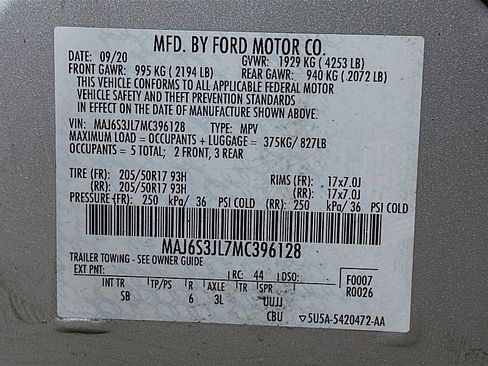 MFD. BY FORD MOTOR CO.
DATE: 09/20 GVWR: 1929 KG ( 4253 LB)
FRONT GAWR: 995 KG ( 2194 LB) REAR GAWR: 940 KG ( 2072 LB)
THIS VEHICLE CONFORMS TO ALL APPLICABLE FEDERAL MOTOR
VEHICLE SAFETY AND THEFT PREVENTION STANDARDS
IN EFFECT ON THE DATE OF MANUFACTURE SHOWN ABOVE.
VIN: MAJ6S3JL7MC396128 TYPE: MPV
MAXIMUM LOAD = OCCUPANTS + LUGGAGE = 375KG/ 827LB
OCCUPANTS = 5 TOTAL; 2 FRONT, 3 REAR
TIRE (FR): 205/50R17 93H RIMS (FR): 17x7.0J
(RR): 205/50R17 93H (RR): 17x7.0J
PRESSURE (FR): 250 kPa/ 36 PSI COLD (RR): 250 kPa/ 36 PSI COLD
MAJ6S3JL7MC396128
TRAILER TOWING - SEE OWNER GUIDE
EXT PNT: RC: 44 DSO: F0007
R0026
INT TR TP/PS R AXLE TR SPR
SB 6 3L UUJJ
CBU ▽5U5A-5420472-AA